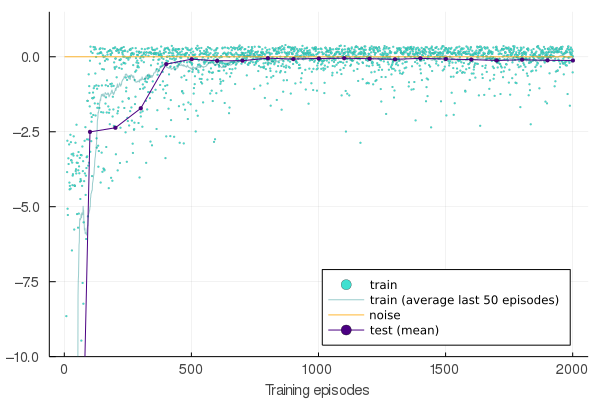 0.0
−2.5
−5.0
−7.5
−10.0
0
500
1000
1500
2000
Training episodes
train
train (average last 50 episodes)
noise
test (mean)